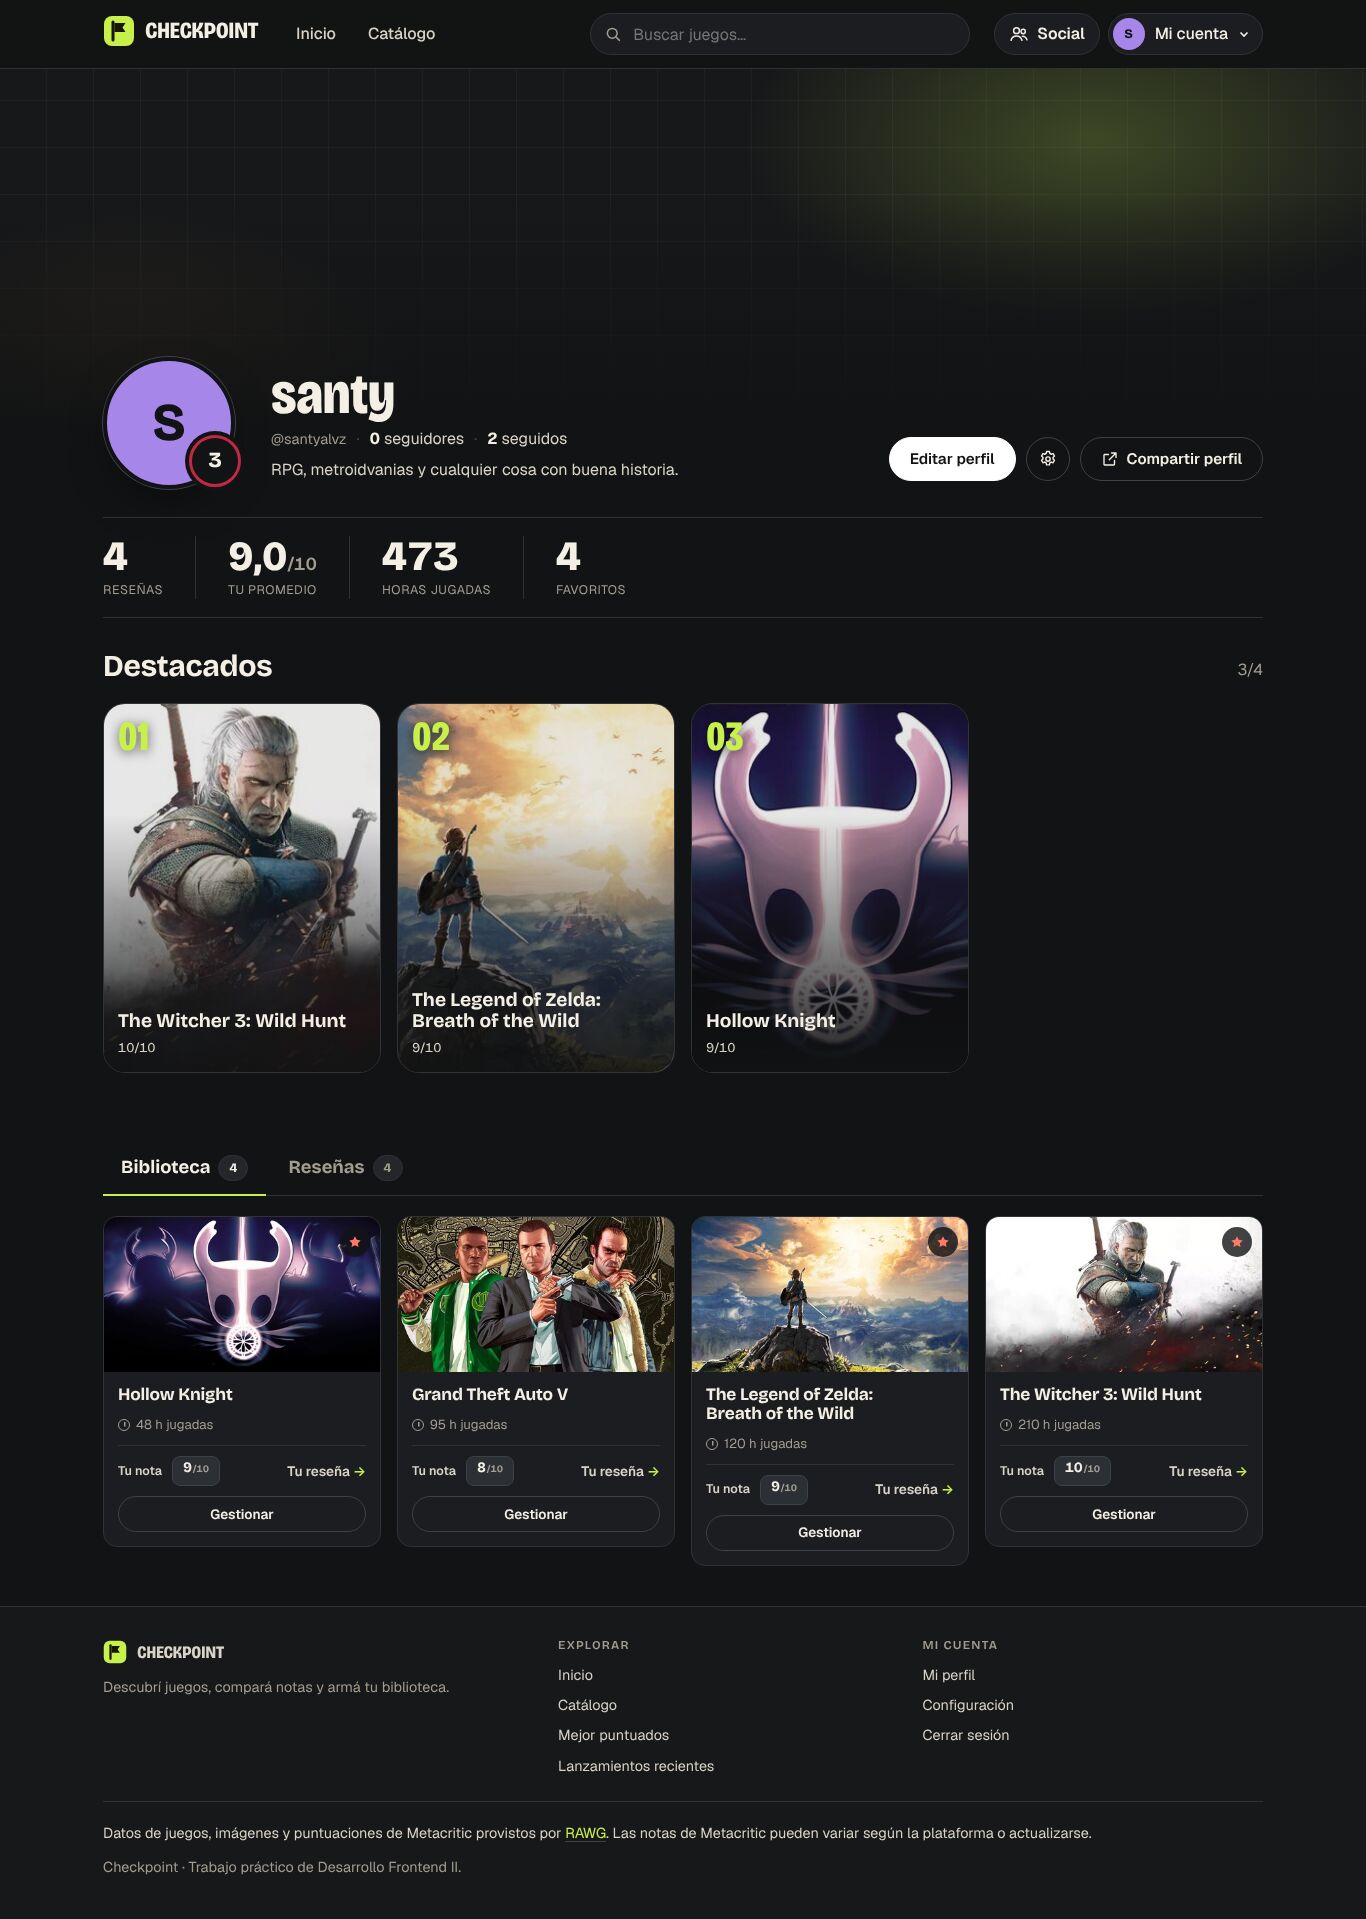 CHECKPOINT
Inicio
Catálogo
Buscar juegos...
Social
S
Mi cuenta
S
3
santy
@santyalvz · 0 seguidores · 2 seguidos
RPG, metroidvanias y cualquier cosa con buena historia.
Editar perfil
Compartir perfil
4
RESEÑAS
9,0/10
TU PROMEDIO
473
HORAS JUGADAS
4
FAVORITOS
Destacados
3/4
01
The Witcher 3: Wild Hunt
10/10
02
The Legend of Zelda:
Breath of the Wild
9/10
03
Hollow Knight
9/10
Biblioteca 4
Reseñas 4
Hollow Knight
48 h jugadas
Tu nota 9/10
Tu reseña →
Gestionar
Grand Theft Auto V
95 h jugadas
Tu nota 8/10
Tu reseña →
Gestionar
The Legend of Zelda:
Breath of the Wild
120 h jugadas
Tu nota 9/10
Tu reseña →
Gestionar
The Witcher 3: Wild Hunt
210 h jugadas
Tu nota 10/10
Tu reseña →
Gestionar
CHECKPOINT
Descubrí juegos, compará notas y armá tu biblioteca.
EXPLORAR
Inicio
Catálogo
Mejor puntuados
Lanzamientos recientes
MI CUENTA
Mi perfil
Configuración
Cerrar sesión
Datos de juegos, imágenes y puntuaciones de Metacritic provistos por RAWG. Las notas de Metacritic pueden variar según la plataforma o actualizarse.
Checkpoint · Trabajo práctico de Desarrollo Frontend II.